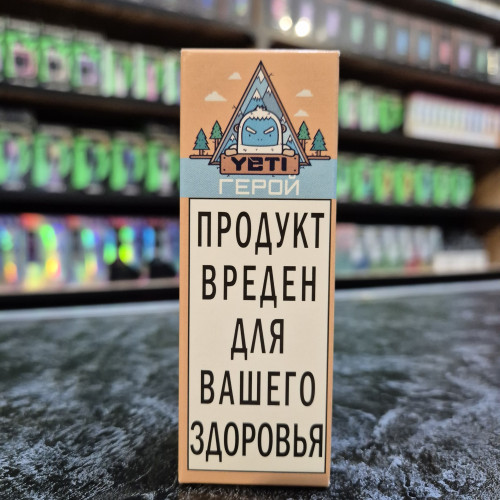 YETI
ГЕРОЙ
ПРОДУКТ
ВРЕДЕН
ДЛЯ
ВАШЕГО
ЗДОРОВЬЯ